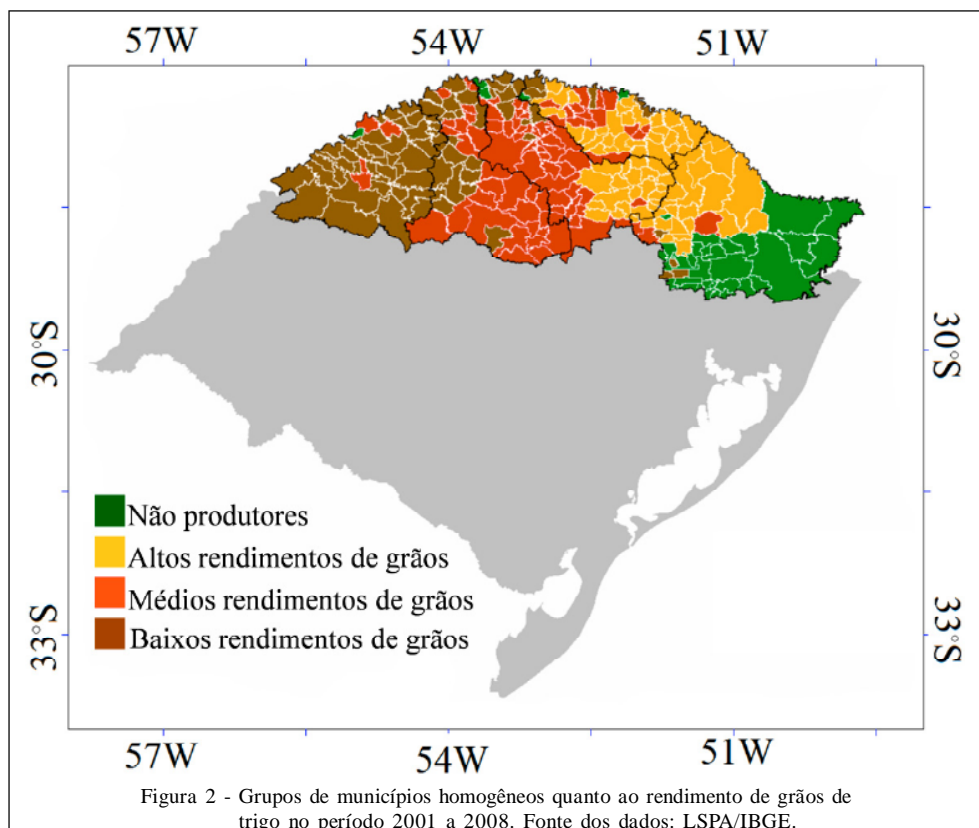 57W 54W 51W
30°S 30°S
Não produtores
Altos rendimentos de grãos
Médios rendimentos de grãos
Baixos rendimentos de grãos
33°S 33°S
57W 54W 51W
Figura 2 - Grupos de municípios homogêneos quanto ao rendimento de grãos de
trigo no período 2001 a 2008. Fonte dos dados: LSPA/IBGE.